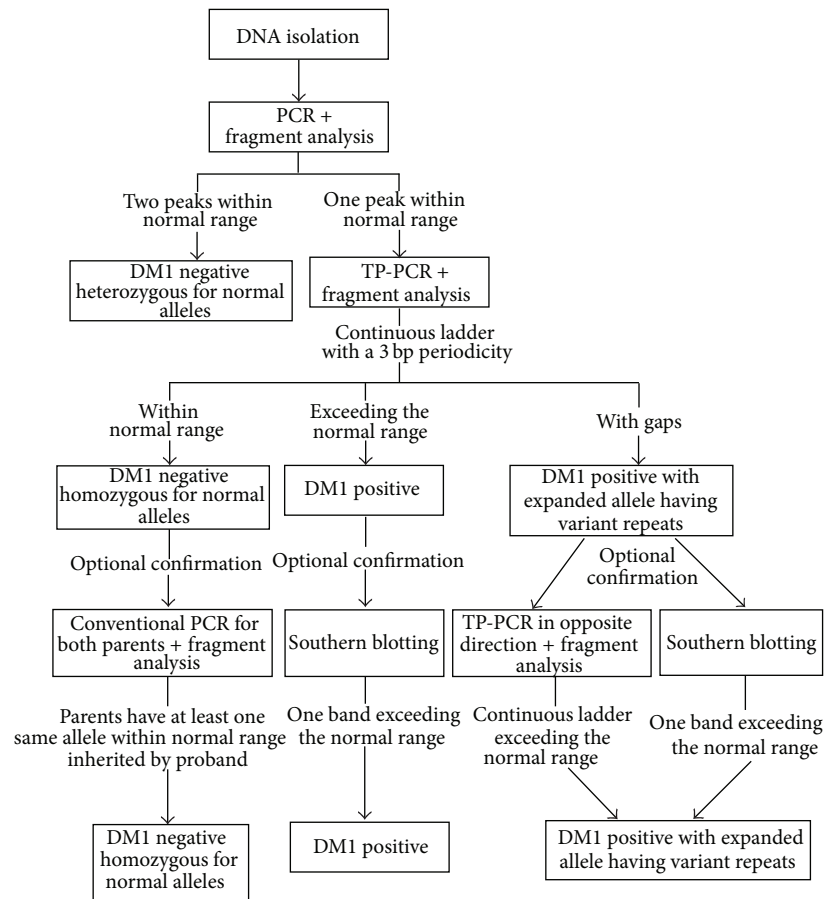 DNA isolation
PCR +
fragment analysis
Two peaks within
normal range
One peak within
normal range
DM1 negative
heterozygous for normal
alleles
TP-PCR +
fragment analysis
Continuous ladder
with a 3 bp periodicity
Within
normal range
Exceeding the
normal range
With gaps
DM1 negative
homozygous for normal
alleles
DM1 positive
DM1 positive with
expanded allele having
variant repeats
Optional confirmation
Optional confirmation
Optional
confirmation
Conventional PCR for
both parents + fragment
analysis
Southern blotting
TP-PCR in opposite
direction + fragment
analysis
Southern blotting
Parents have at least one
same allele within normal range
inherited by proband
One band exceeding
the normal range
Continuous ladder
exceeding the
normal range
One band exceeding
the normal range
DM1 negative
homozygous for
normal alleles
DM1 positive
DM1 positive with expanded
allele having variant repeats